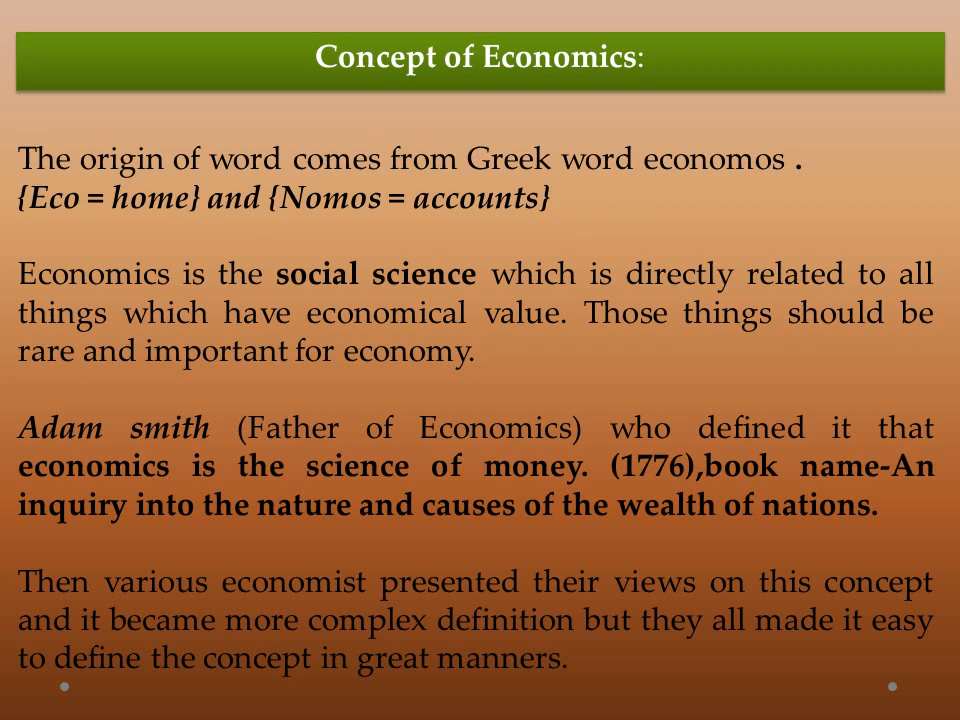 Concept of Economics:
The origin of word comes from Greek word economos .
{Eco = home} and {Nomos = accounts}
Economics is the social science which is directly related to all
things which have economical value. Those things should be
rare and important for economy.
Adam smith (Father of Economics) who defined it that
economics is the science of money. (1776),book name-An
inquiry into the nature and causes of the wealth of nations.
Then various economist presented their views on this concept
and it became more complex definition but they all made it easy
to define the concept in great manners.